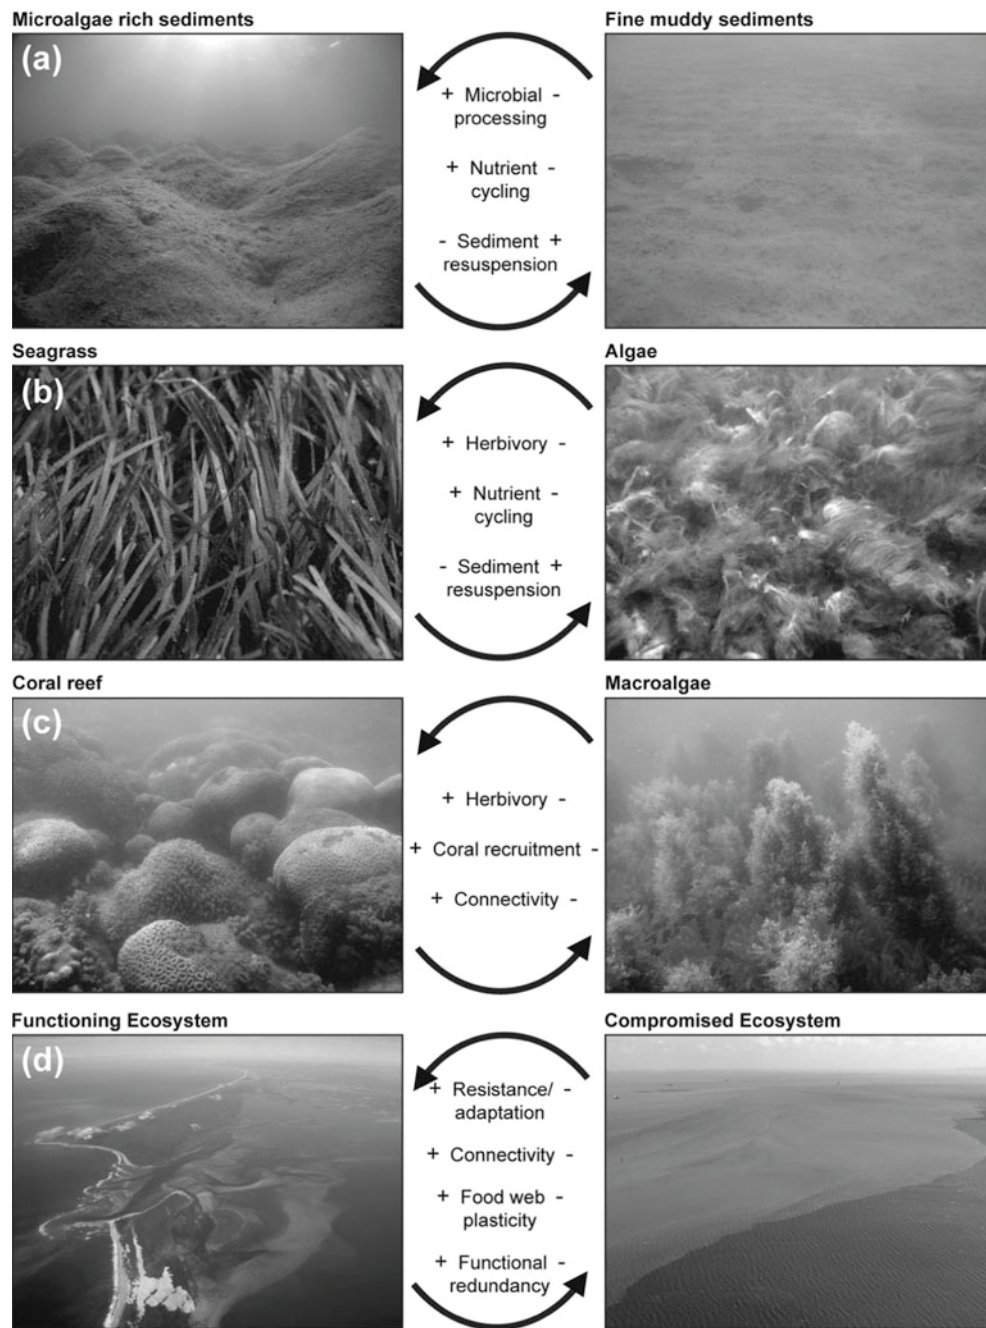 Microalgae rich sediments
Fine muddy sediments
(a)
+ Microbial -
processing
+ Nutrient -
cycling
- Sediment +
resuspension
Seagrass
Algae
(b)
+ Herbivory -
+ Nutrient -
cycling
- Sediment +
resuspension
Coral reef
Macroalgae
(c)
+ Herbivory -
+ Coral recruitment -
+ Connectivity -
Functioning Ecosystem
Compromised Ecosystem
(d)
+ Resistance/ -
adaptation
+ Connectivity -
+ Food web -
plasticity
+ Functional -
redundancy